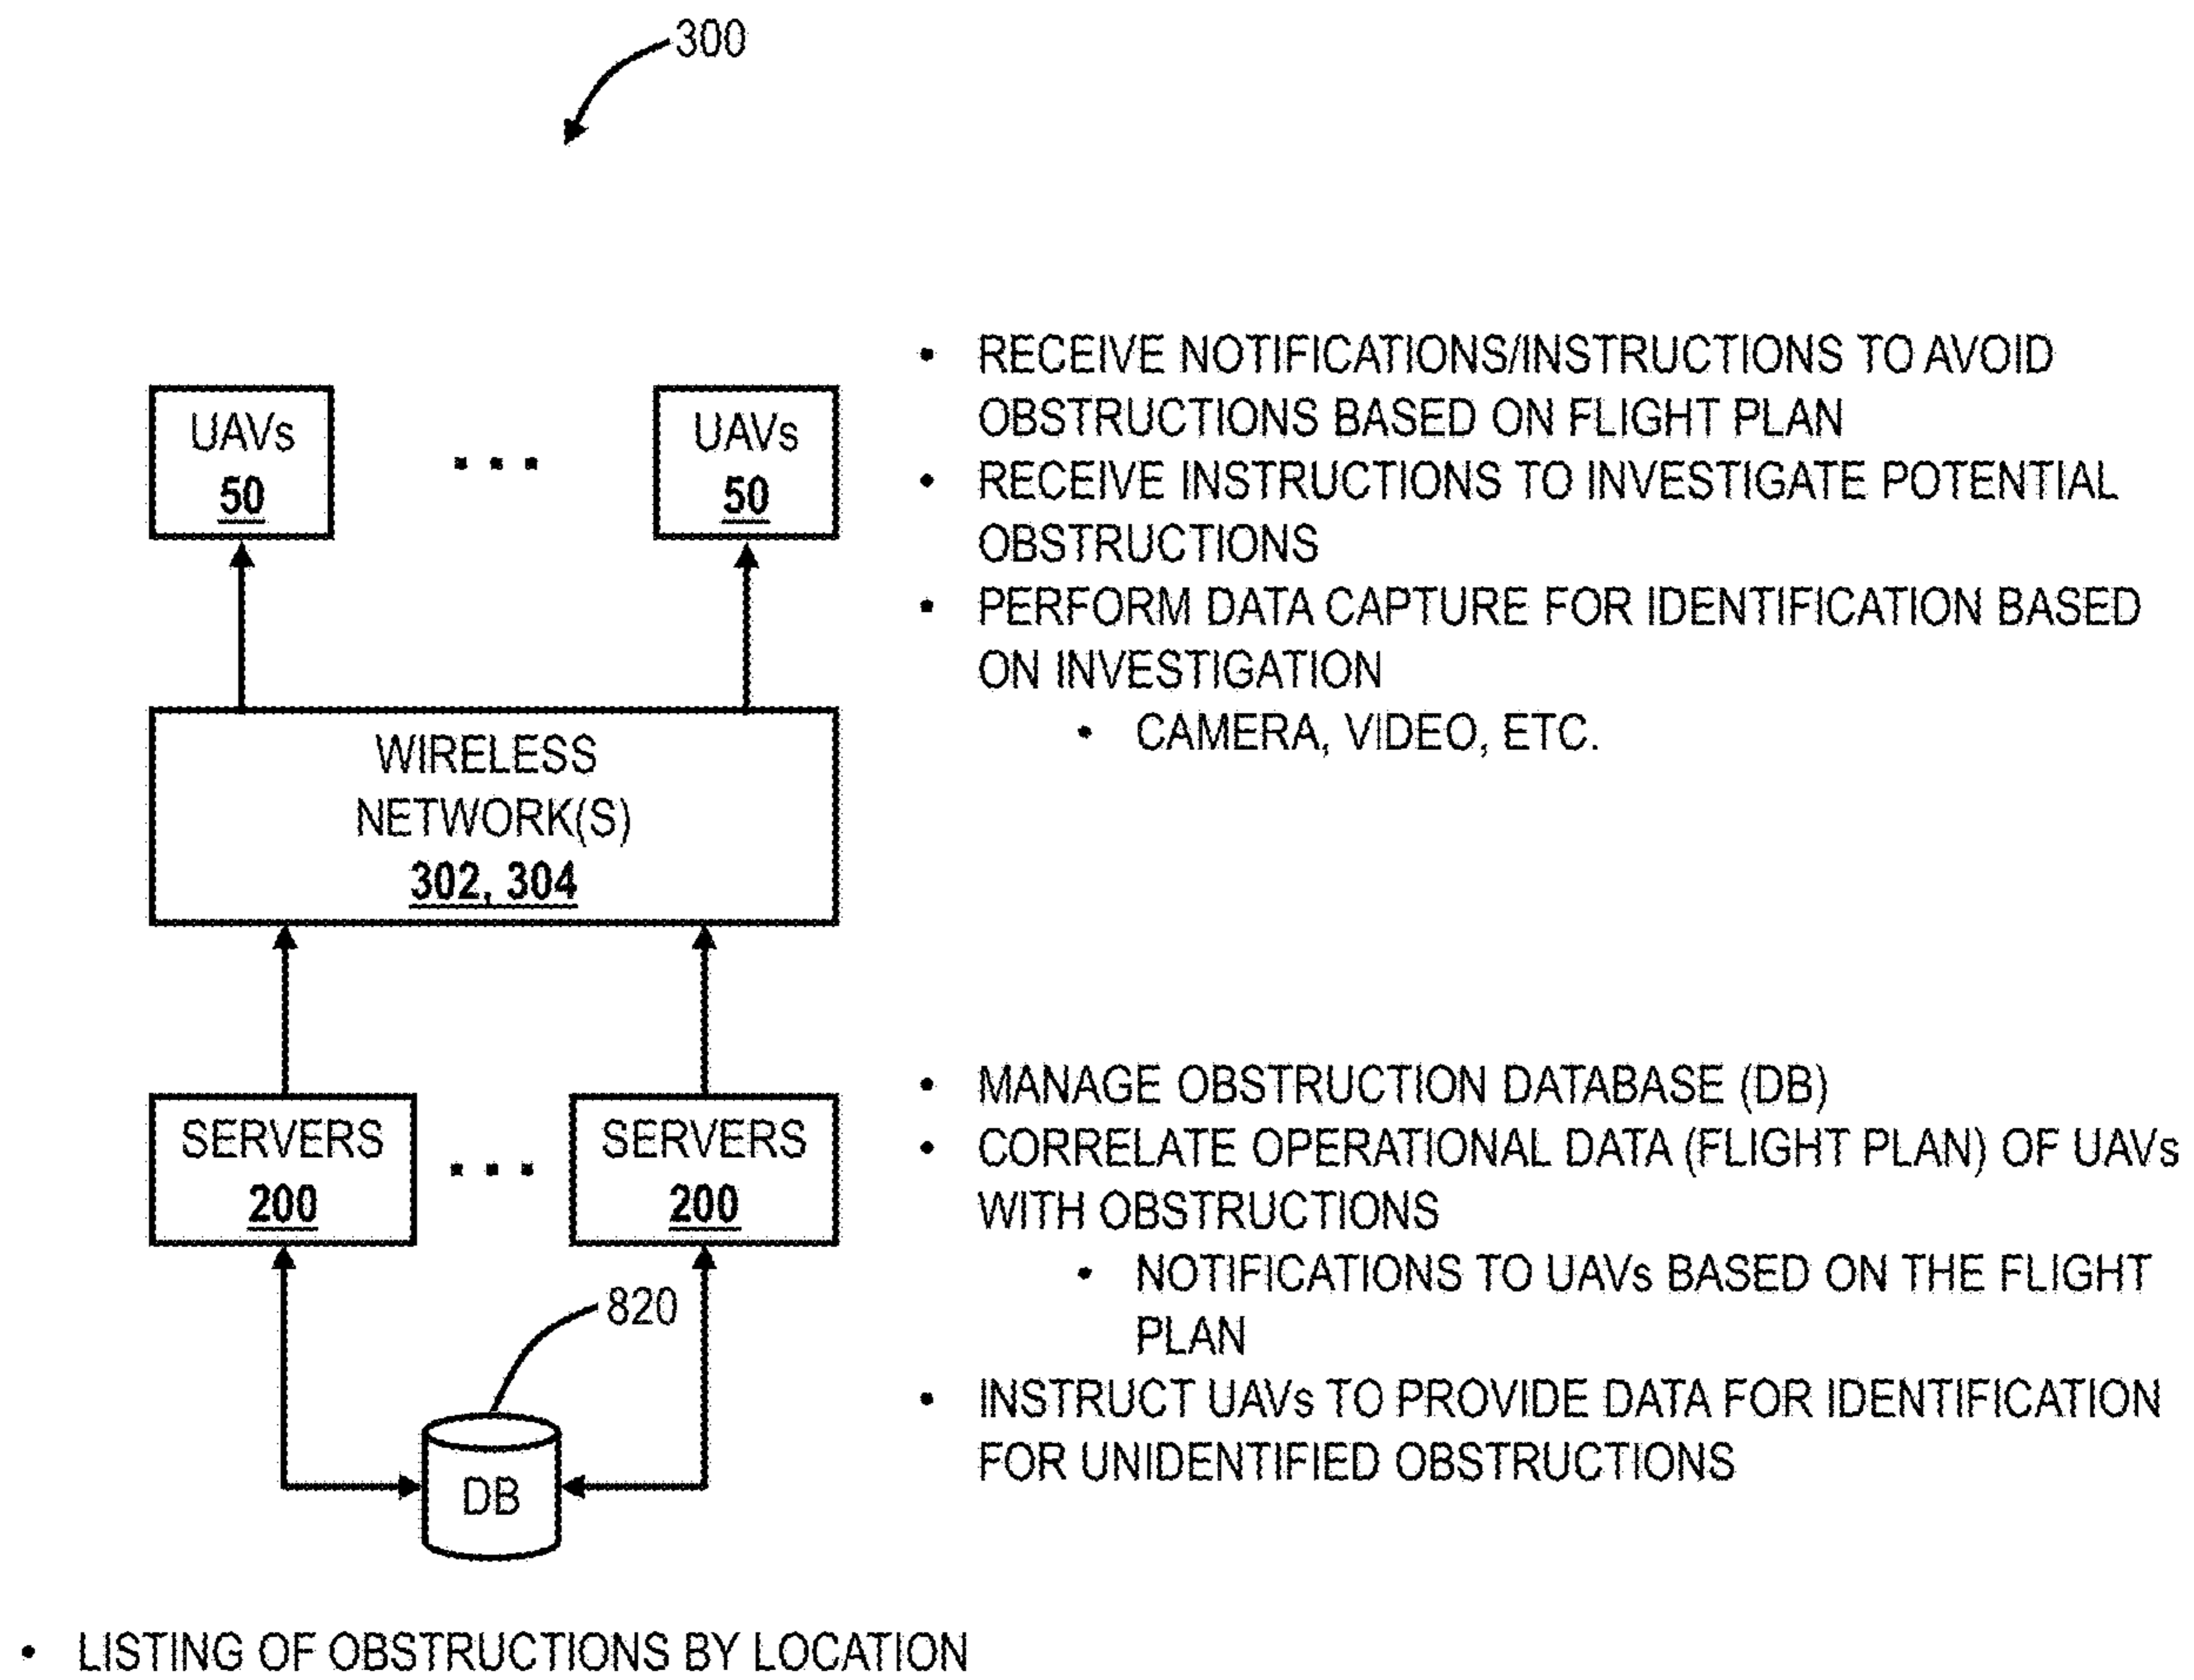 300
UAVs
50
. . .
UAVs
50
• RECEIVE NOTIFICATIONS/INSTRUCTIONS TO AVOID
OBSTRUCTIONS BASED ON FLIGHT PLAN
• RECEIVE INSTRUCTIONS TO INVESTIGATE POTENTIAL
OBSTRUCTIONS
• PERFORM DATA CAPTURE FOR IDENTIFICATION BASED
ON INVESTIGATION
• CAMERA, VIDEO, ETC.
WIRELESS
NETWORK(S)
302, 304
SERVERS
200
. . .
SERVERS
200
• MANAGE OBSTRUCTION DATABASE (DB)
• CORRELATE OPERATIONAL DATA (FLIGHT PLAN) OF UAVs
WITH OBSTRUCTIONS
• NOTIFICATIONS TO UAVs BASED ON THE FLIGHT
PLAN
• INSTRUCT UAVs TO PROVIDE DATA FOR IDENTIFICATION
FOR UNIDENTIFIED OBSTRUCTIONS
820
DB
• LISTING OF OBSTRUCTIONS BY LOCATION